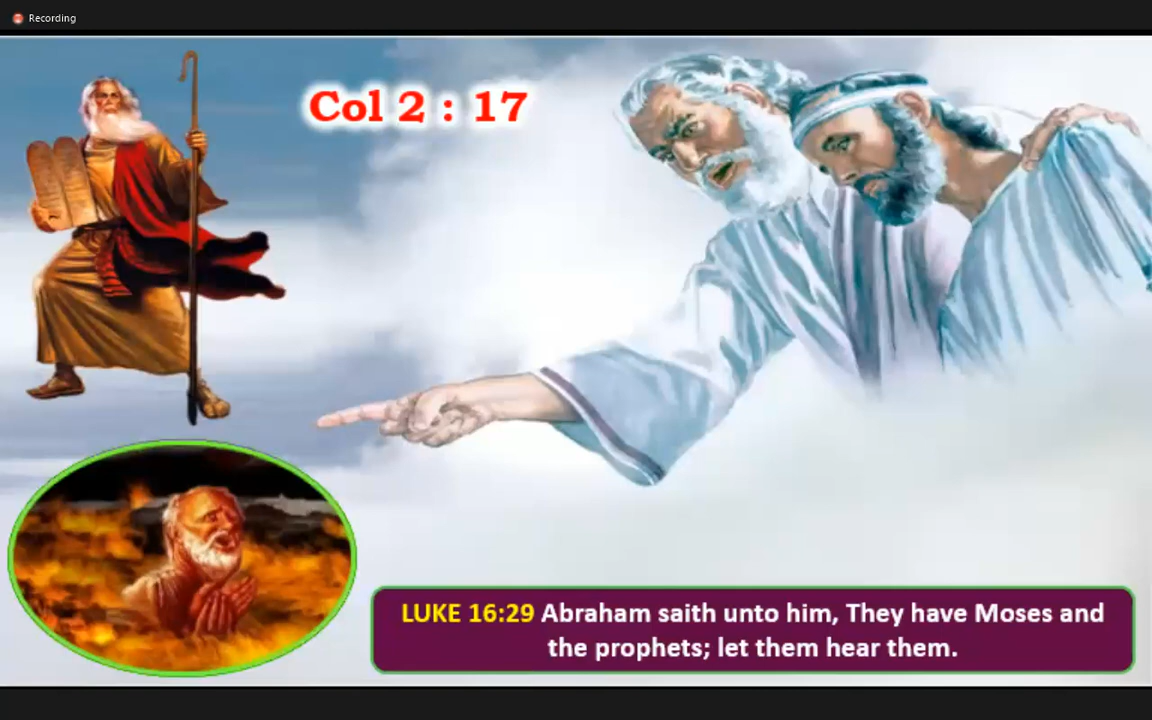 Recording
Col 2 : 17
LUKE 16:29 Abraham saith unto him, They have Moses and
the prophets; let them hear them.